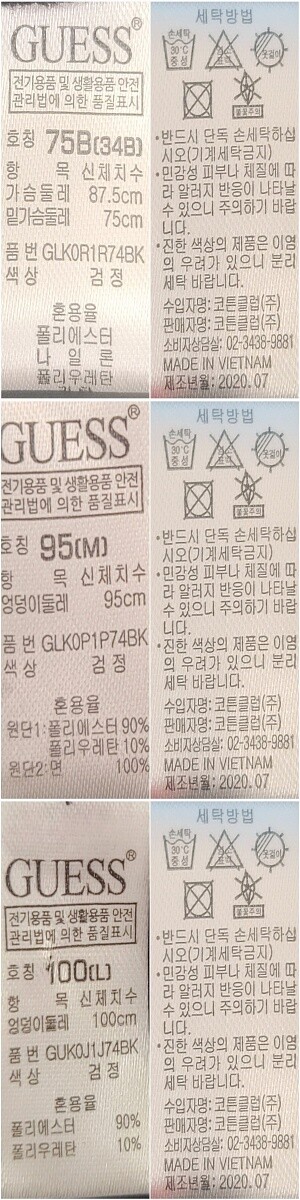 GUESS®
전기용품 및 생활용품 안전
관리법에 의한 품질표시
호칭 75B(34B)
항 목 신체치수
가슴둘레 87.5cm
밑가슴둘레 75cm
품 번 GLK0R1R74BK
색 상 검 정
혼용율
폴리에스터
나 일 론
폴리우레탄
세탁방법
손세탁
30℃
중성
옷걸이
불꽃주의
·반드시 단독 손세탁하십
시오(기계세탁금지)
·민감성 피부나 체질에 따
라 알러지 반응이 나타날
수 있으니 주의하기 바랍
니다.
·진한 색상의 제품은 이염
의 우려가 있으니 분리
세탁 바랍니다.
수입자명: 코튼클럽(주)
판매자명: 코튼클럽(주)
소비자상담실: 02-3438-9881
MADE IN VIETNAM
제조년월: 2020.07
GUESS®
전기용품 및 생활용품 안전
관리법에 의한 품질표시
호칭 95(M)
항 목 신체치수
엉덩이둘레 95cm
품 번 GLK0P1P74BK
색 상 검 정
혼용율
원단1: 폴리에스터 90%
폴리우레탄 10%
원단2: 면 100%
세탁방법
손세탁
30℃
중성
옷걸이
불꽃주의
·반드시 단독 손세탁하십
시오(기계세탁금지)
·민감성 피부나 체질에 따
라 알러지 반응이 나타날
수 있으니 주의하기 바랍
니다.
·진한 색상의 제품은 이염
의 우려가 있으니 분리
세탁 바랍니다.
수입자명: 코튼클럽(주)
판매자명: 코튼클럽(주)
소비자상담실: 02-3438-9881
MADE IN VIETNAM
제조년월: 2020.07
GUESS®
전기용품 및 생활용품 안전
관리법에 의한 품질표시
호칭 100(L)
항 목 신체치수
엉덩이둘레 100cm
품 번 GUK0J1J74BK
색 상 검 정
혼용율
폴리에스터 90%
폴리우레탄 10%
세탁방법
손세탁
30℃
중성
옷걸이
불꽃주의
·반드시 단독 손세탁하십
시오(기계세탁금지)
·민감성 피부나 체질에 따
라 알러지 반응이 나타날
수 있으니 주의하기 바랍
니다.
·진한 색상의 제품은 이염
의 우려가 있으니 분리
세탁 바랍니다.
수입자명: 코튼클럽(주)
판매자명: 코튼클럽(주)
소비자상담실: 02-3438-9881
MADE IN VIETNAM
제조년월: 2020.07